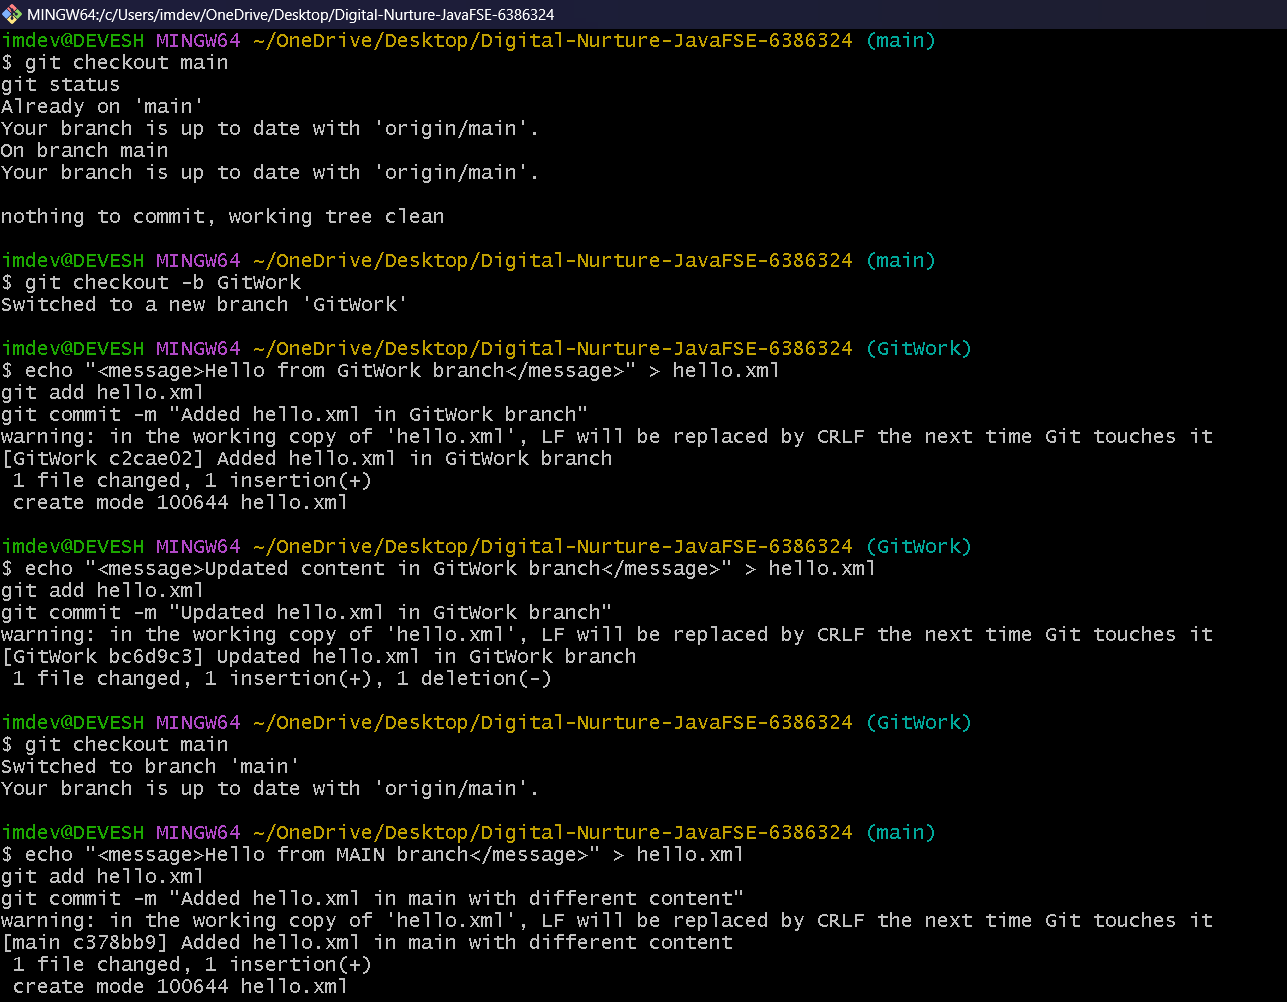 MINGW64:/c/Users/imdev/OneDrive/Desktop/Digital-Nurture-JavaFSE-6386324
imdev@DEVESH MINGW64 ~/OneDrive/Desktop/Digital-Nurture-JavaFSE-6386324 (main)
$ git checkout main
git status
Already on 'main'
Your branch is up to date with 'origin/main'.
On branch main
Your branch is up to date with 'origin/main'.

nothing to commit, working tree clean

imdev@DEVESH MINGW64 ~/OneDrive/Desktop/Digital-Nurture-JavaFSE-6386324 (main)
$ git checkout -b GitWork
Switched to a new branch 'GitWork'

imdev@DEVESH MINGW64 ~/OneDrive/Desktop/Digital-Nurture-JavaFSE-6386324 (GitWork)
$ echo "<message>Hello from GitWork branch</message>" > hello.xml
git add hello.xml
git commit -m "Added hello.xml in GitWork branch"
warning: in the working copy of 'hello.xml', LF will be replaced by CRLF the next time Git touches it
[GitWork c2cae02] Added hello.xml in GitWork branch
 1 file changed, 1 insertion(+)
 create mode 100644 hello.xml

imdev@DEVESH MINGW64 ~/OneDrive/Desktop/Digital-Nurture-JavaFSE-6386324 (GitWork)
$ echo "<message>Updated content in GitWork branch</message>" > hello.xml
git add hello.xml
git commit -m "Updated hello.xml in GitWork branch"
warning: in the working copy of 'hello.xml', LF will be replaced by CRLF the next time Git touches it
[GitWork bc6d9c3] Updated hello.xml in GitWork branch
 1 file changed, 1 insertion(+), 1 deletion(-)

imdev@DEVESH MINGW64 ~/OneDrive/Desktop/Digital-Nurture-JavaFSE-6386324 (GitWork)
$ git checkout main
Switched to branch 'main'
Your branch is up to date with 'origin/main'.

imdev@DEVESH MINGW64 ~/OneDrive/Desktop/Digital-Nurture-JavaFSE-6386324 (main)
$ echo "<message>Hello from MAIN branch</message>" > hello.xml
git add hello.xml
git commit -m "Added hello.xml in main with different content"
warning: in the working copy of 'hello.xml', LF will be replaced by CRLF the next time Git touches it
[main c378bb9] Added hello.xml in main with different content
 1 file changed, 1 insertion(+)
 create mode 100644 hello.xml